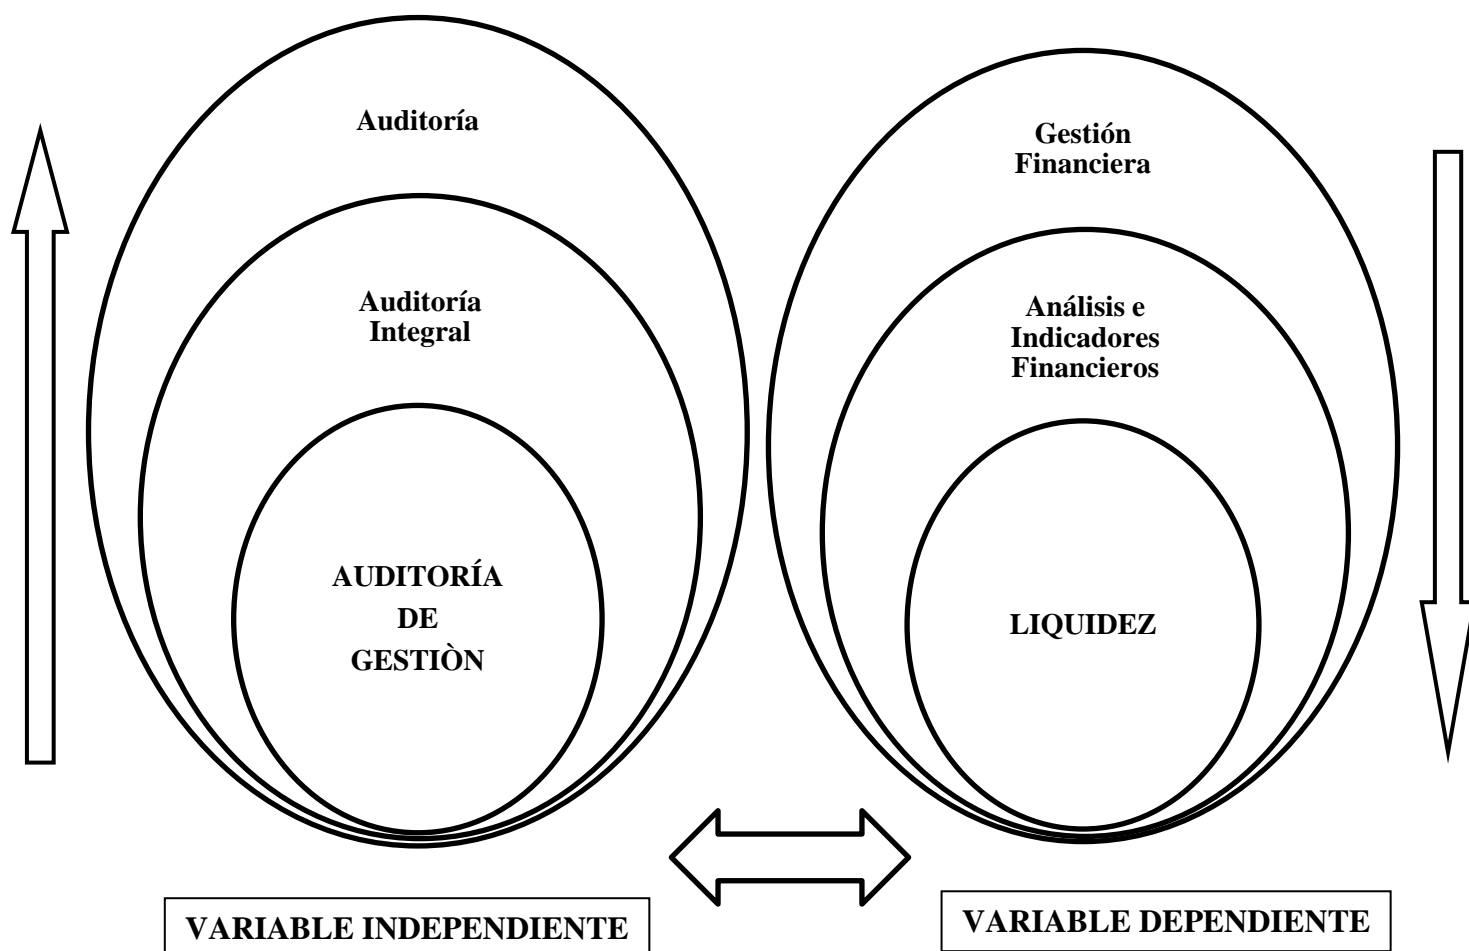 Auditoría
Auditoría
Integral
AUDITORÍA
DE
GESTIÒN
VARIABLE INDEPENDIENTE
Gestión
Financiera
Análisis e
Indicadores
Financieros
LIQUIDEZ
VARIABLE DEPENDIENTE